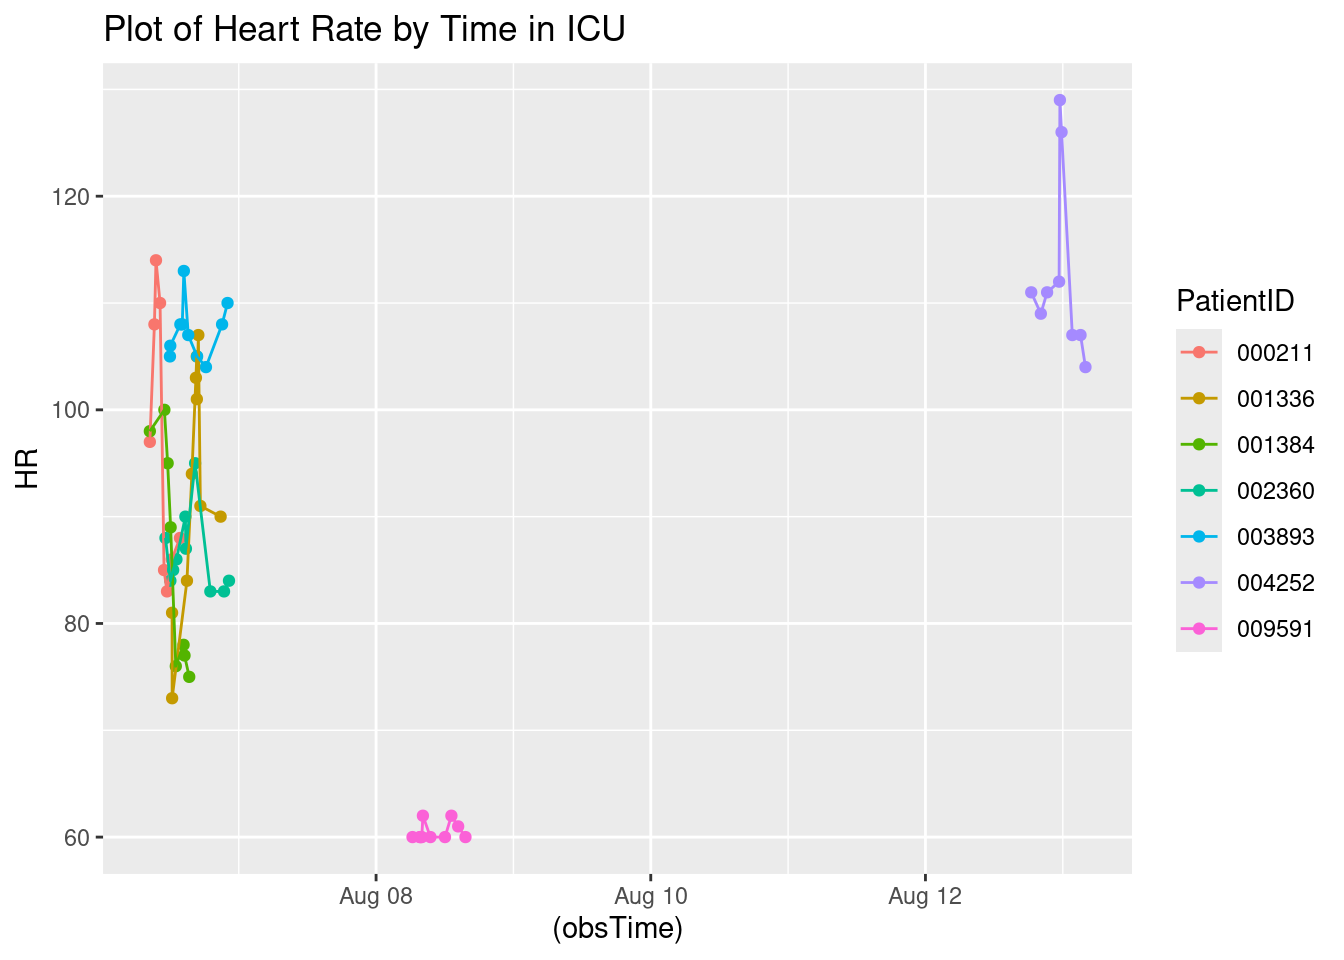 Plot of Heart Rate by Time in ICU
HR
120
100
80
60
Aug 08 Aug 10 Aug 12
(obsTime)
PatientID
000211
001336
001384
002360
003893
004252
009591